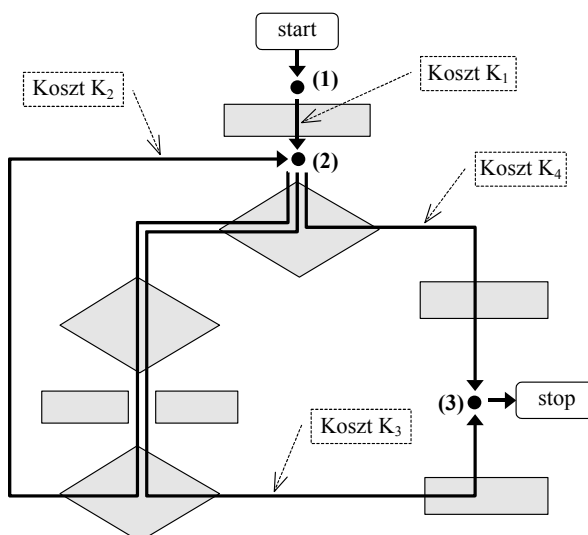 start
(1)
Koszt K1
Koszt K2
(2)
Koszt K4
(3)
stop
Koszt K3